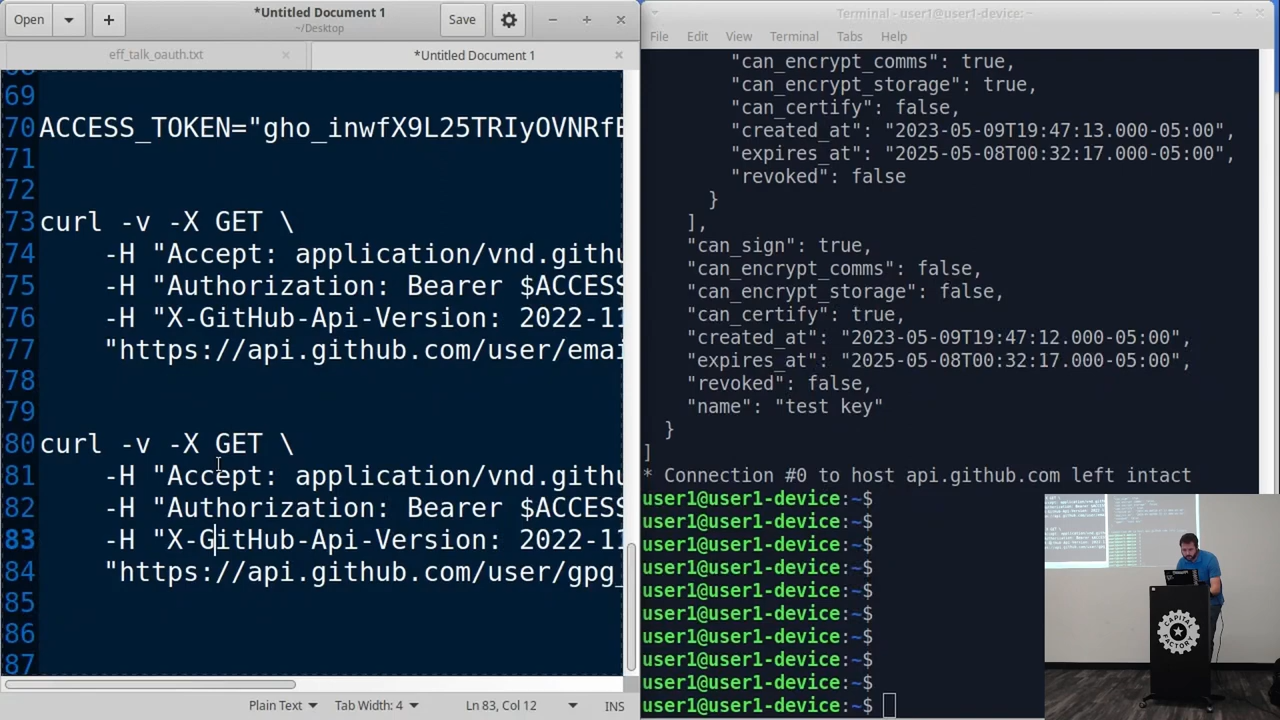 Open
*Untitled Document 1
~/Desktop
Save
eff_talk_oauth.txt
*Untitled Document 1
69
70 ACCESS_TOKEN="gho_inwfX9L25TRIyOVNRfE
71
72
73 curl -v -X GET \
74 -H "Accept: application/vnd.githu
75 -H "Authorization: Bearer $ACCESS
76 -H "X-GitHub-Api-Version: 2022-11
77 "https://api.github.com/user/emai
78
79
80 curl -v -X GET \
81 -H "Accept: application/vnd.githu
82 -H "Authorization: Bearer $ACCESS
83 -H "X-GitHub-Api-Version: 2022-11
84 "https://api.github.com/user/gpg_
85
86
87
Plain Text
Tab Width: 4
Ln 83, Col 12
INS
Terminal - user1@user1-device: ~
File Edit View Terminal Tabs Help
"can_encrypt_comms": true,
"can_encrypt_storage": true,
"can_certify": false,
"created_at": "2023-05-09T19:47:13.000-05:00",
"expires_at": "2025-05-08T00:32:17.000-05:00",
"revoked": false
}
],
"can_sign": true,
"can_encrypt_comms": false,
"can_encrypt_storage": false,
"can_certify": true,
"created_at": "2023-05-09T19:47:12.000-05:00",
"expires_at": "2025-05-08T00:32:17.000-05:00",
"revoked": false,
"name": "test key"
}
]
* Connection #0 to host api.github.com left intact
user1@user1-device:~$
user1@user1-device:~$
user1@user1-device:~$
user1@user1-device:~$
user1@user1-device:~$
user1@user1-device:~$
user1@user1-device:~$
user1@user1-device:~$
user1@user1-device:~$
user1@user1-device:~$
CAPITAL
FACTORY